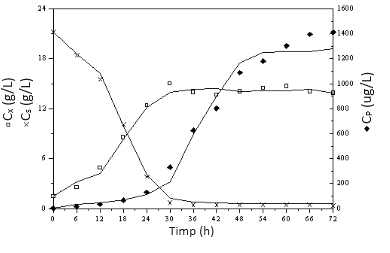 24
18
12
6
0
1600
1400
1200
1000
800
600
400
200
0
0 6 12 18 24 30 36 42 48 54 60 66 72
Timp (h)
□ Cx (g/L)
× Cs (g/L)
◆ CP (ug/L)